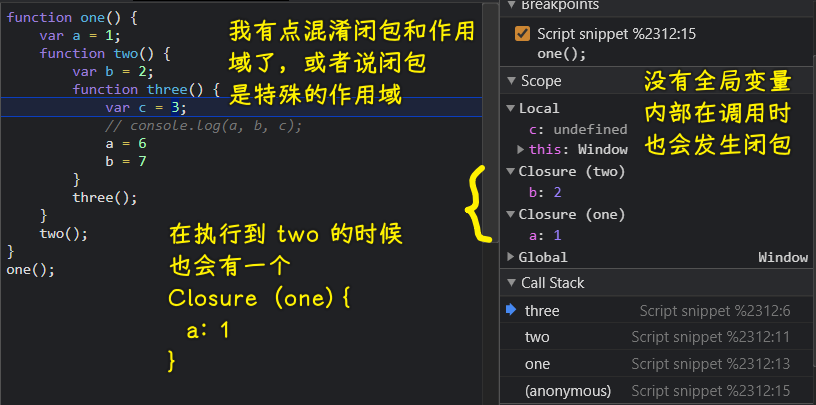 function one() {
var a = 1;
function two() {
var b = 2;
function three() {
var c = 3;
// console.log(a, b, c);
a = 6
b = 7
}
three();
}
two();
}
one();
我有点混淆闭包和作用
域了，或者说闭包
是特殊的作用域
在执行到 two 的时候
也会有一个
Closure (one) {
a: 1
}
Breakpoints
Script snippet %2312:15
one();
Scope
Local
c: undefined
this: Window
Closure (two)
b: 2
Closure (one)
a: 1
Global Window
没有全局变量
内部在调用时
也会发生闭包
Call Stack
three Script snippet %2312:6
two Script snippet %2312:11
one Script snippet %2312:13
(anonymous) Script snippet %2312:15